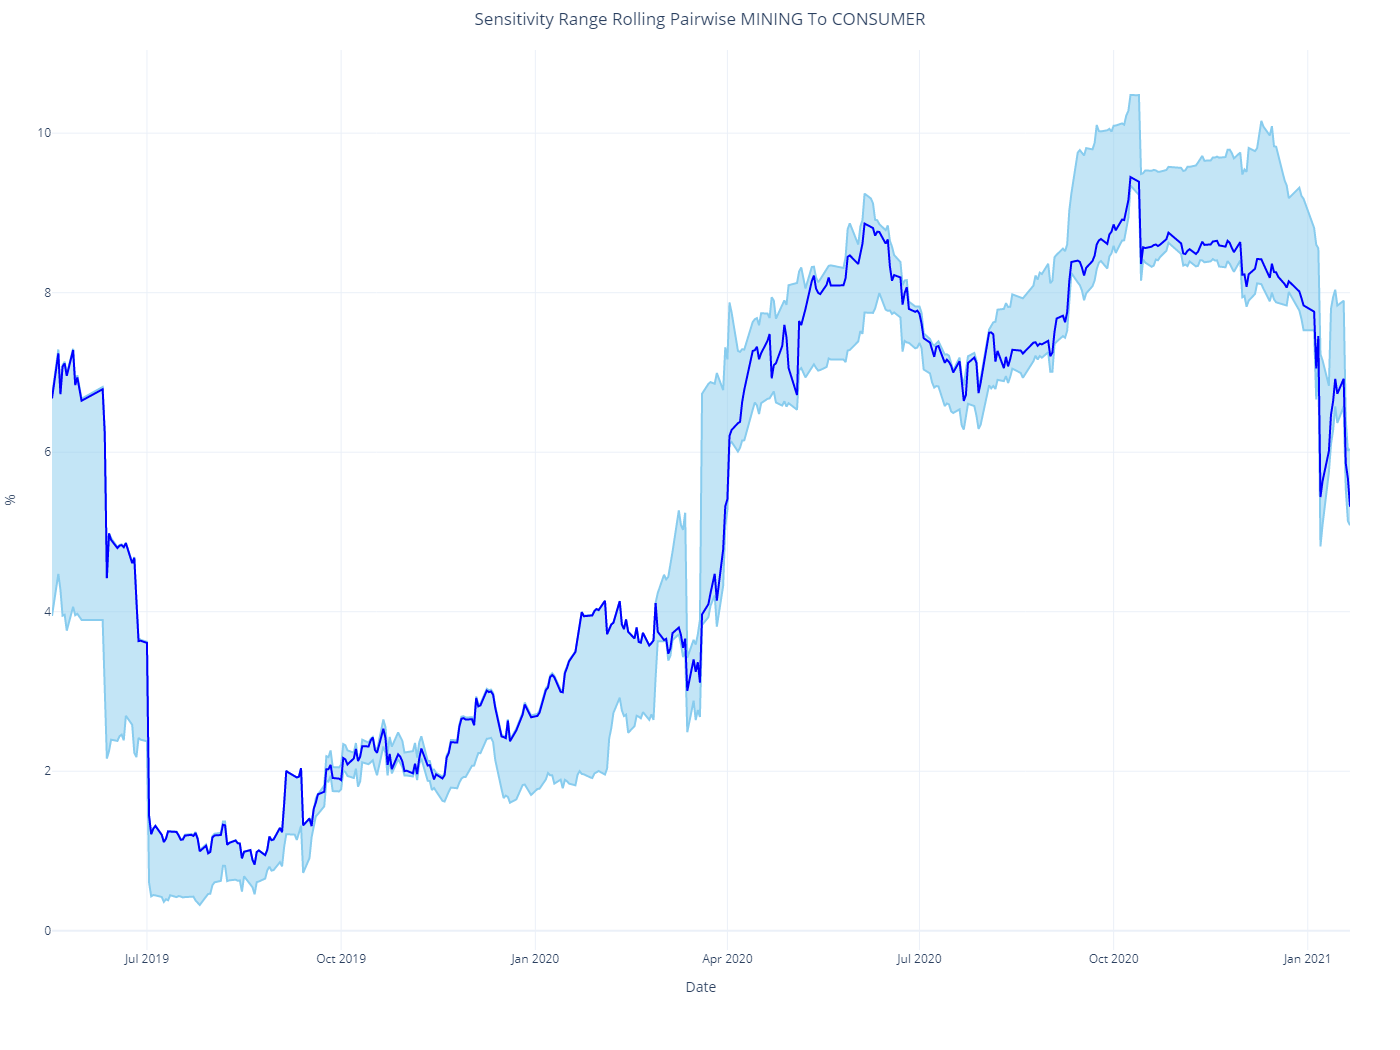 Sensitivity Range Rolling Pairwise MINING To CONSUMER
10
8
6
4
2
0
%
Jul 2019
Oct 2019
Jan 2020
Apr 2020
Jul 2020
Oct 2020
Jan 2021
Date